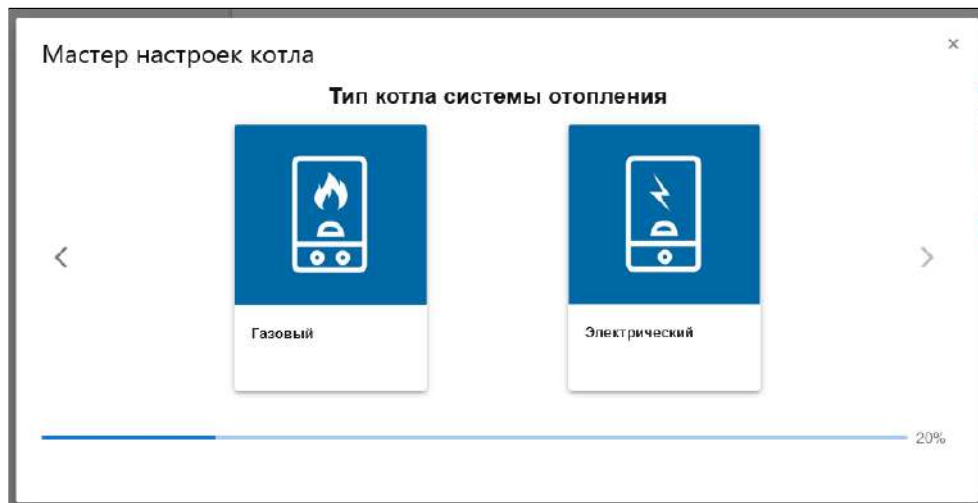 Мастер настроек котла
Тип котла системы отопления
Газовый
Электрический
20%